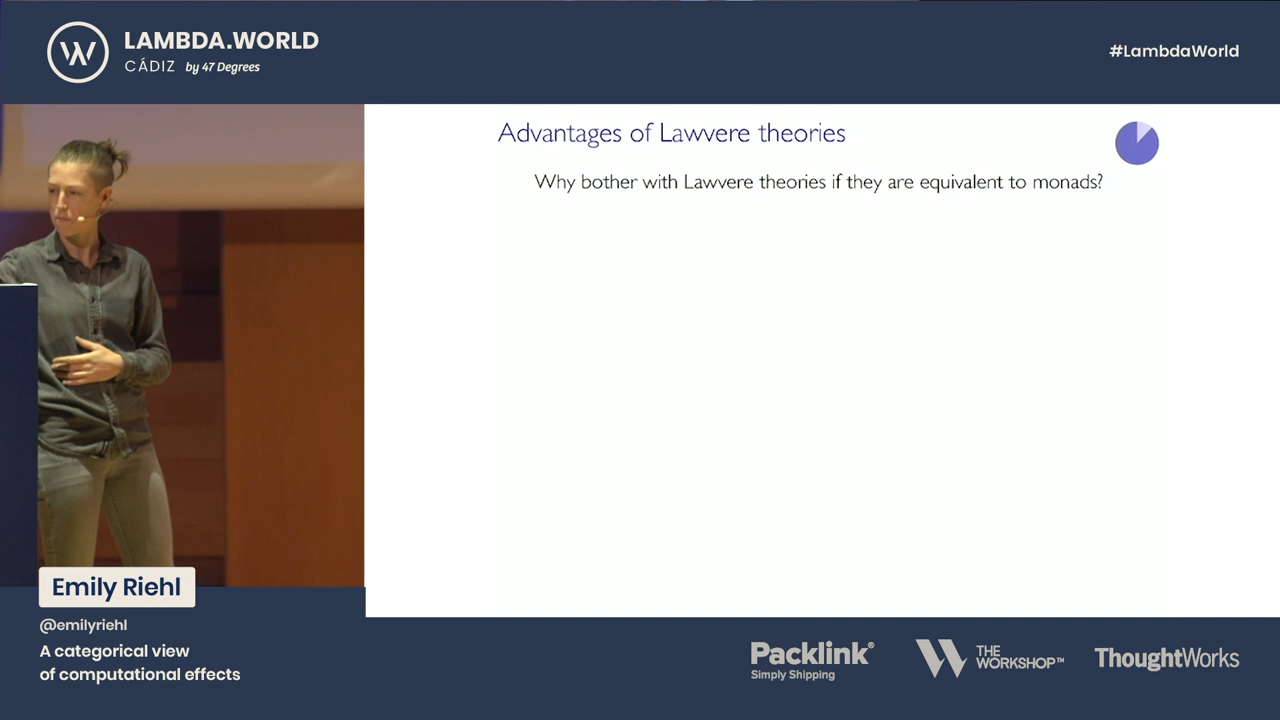 LAMBDA.WORLD
CÁDIZ by 47 Degrees
#LambdaWorld
Advantages of Lawvere theories
Why bother with Lawvere theories if they are equivalent to monads?
Emily Riehl
@emilyriehl
A categorical view
of computational effects
Packlink®
Simply Shipping
THE
WORKSHOP™
ThoughtWorks